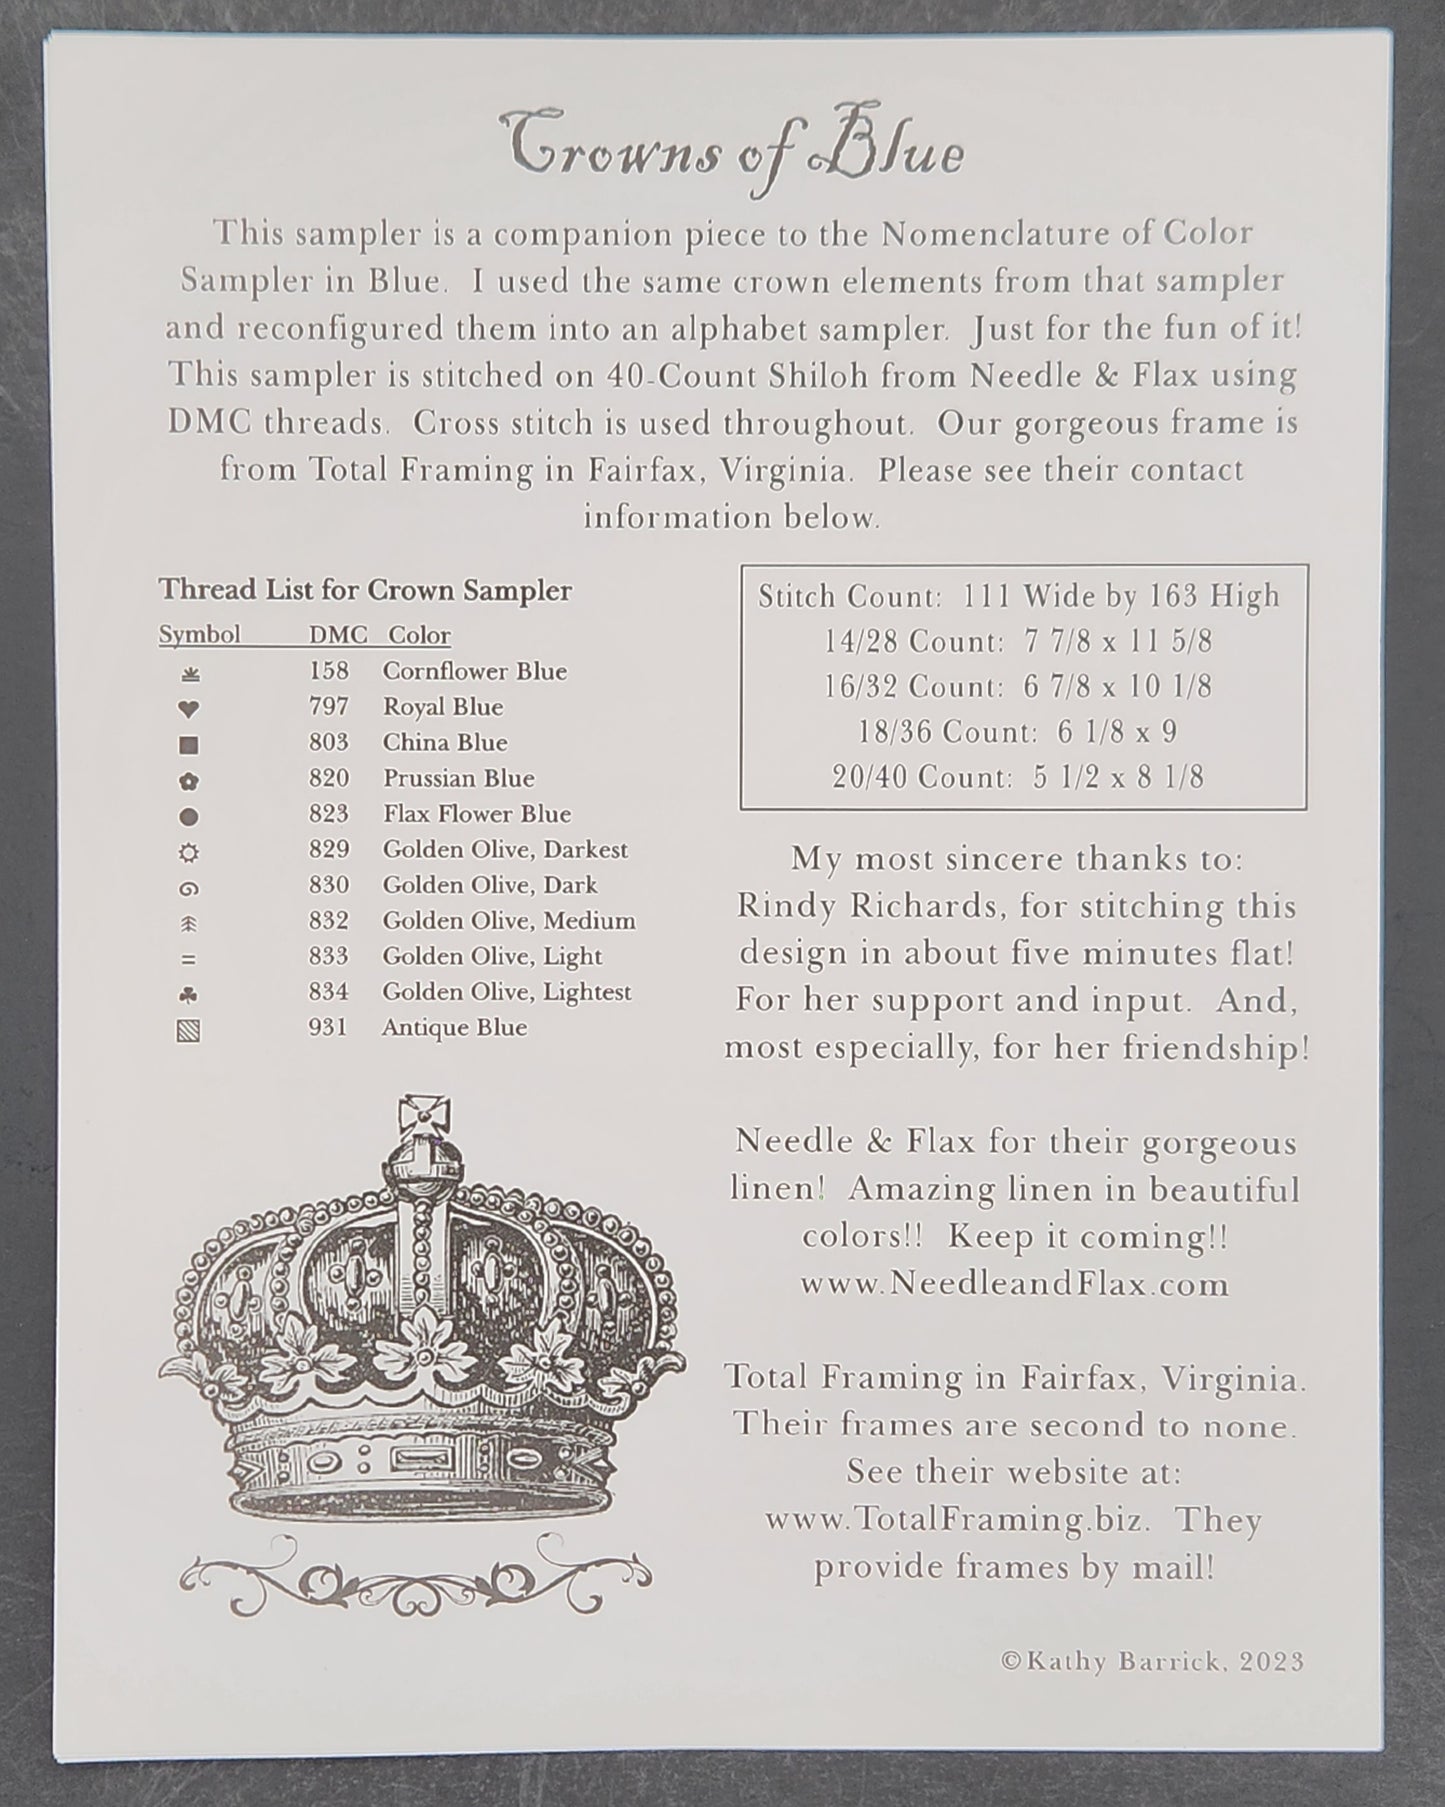 Crowns of Blue
This sampler is a companion piece to the Nomenclature of Color
Sampler in Blue. I used the same crown elements from that sampler
and reconfigured them into an alphabet sampler. Just for the fun of it!
This sampler is stitched on 40-Count Shiloh from Needle & Flax using
DMC threads. Cross stitch is used throughout. Our gorgeous frame is
from Total Framing in Fairfax, Virginia. Please see their contact
information below.
Thread List for Crown Sampler
Symbol DMC Color
158 Cornflower Blue
797 Royal Blue
803 China Blue
820 Prussian Blue
823 Flax Flower Blue
829 Golden Olive, Darkest
830 Golden Olive, Dark
832 Golden Olive, Medium
= 833 Golden Olive, Light
834 Golden Olive, Lightest
931 Antique Blue
Stitch Count: 111 Wide by 163 High
14/28 Count: 7 7/8 x 11 5/8
16/32 Count: 6 7/8 x 10 1/8
18/36 Count: 6 1/8 x 9
20/40 Count: 5 1/2 x 8 1/8
My most sincere thanks to:
Rindy Richards, for stitching this
design in about five minutes flat!
For her support and input. And,
most especially, for her friendship!
Needle & Flax for their gorgeous
linen! Amazing linen in beautiful
colors!! Keep it coming!!
www.NeedleandFlax.com
Total Framing in Fairfax, Virginia.
Their frames are second to none.
See their website at:
www.TotalFraming.biz. They
provide frames by mail!
©Kathy Barrick, 2023